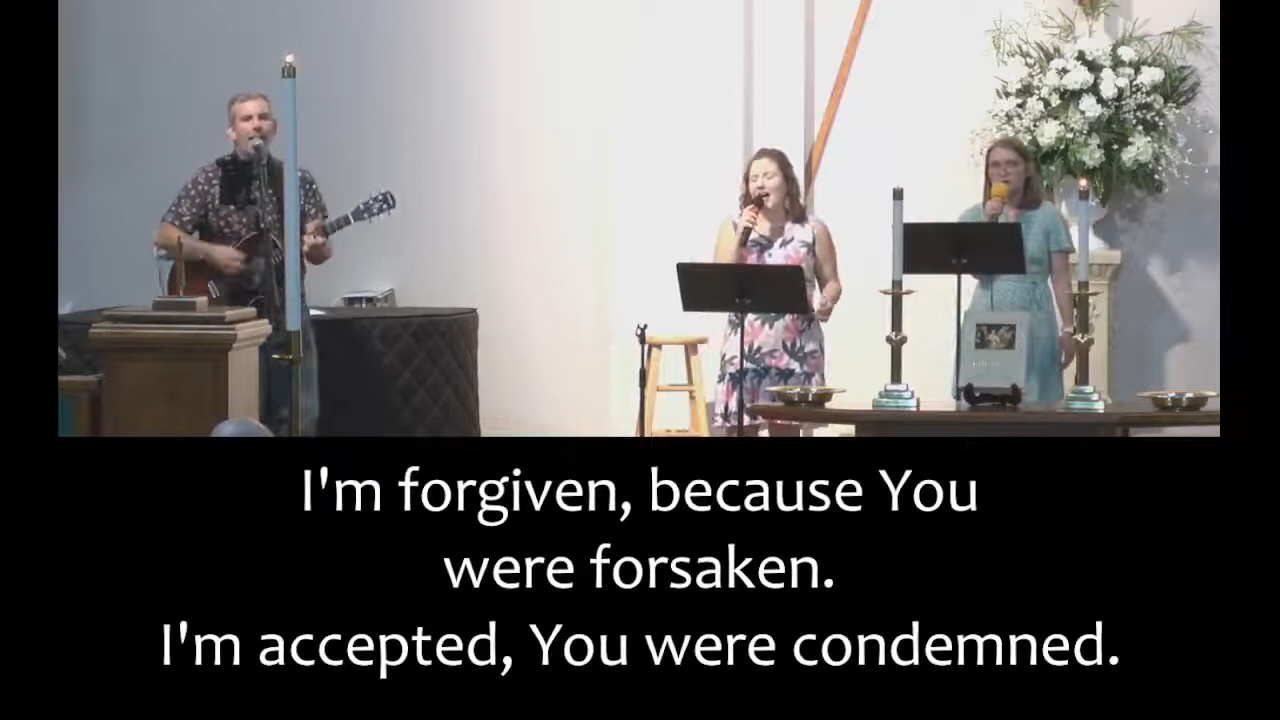 I'm forgiven, because You
were forsaken.
I'm accepted, You were condemned.